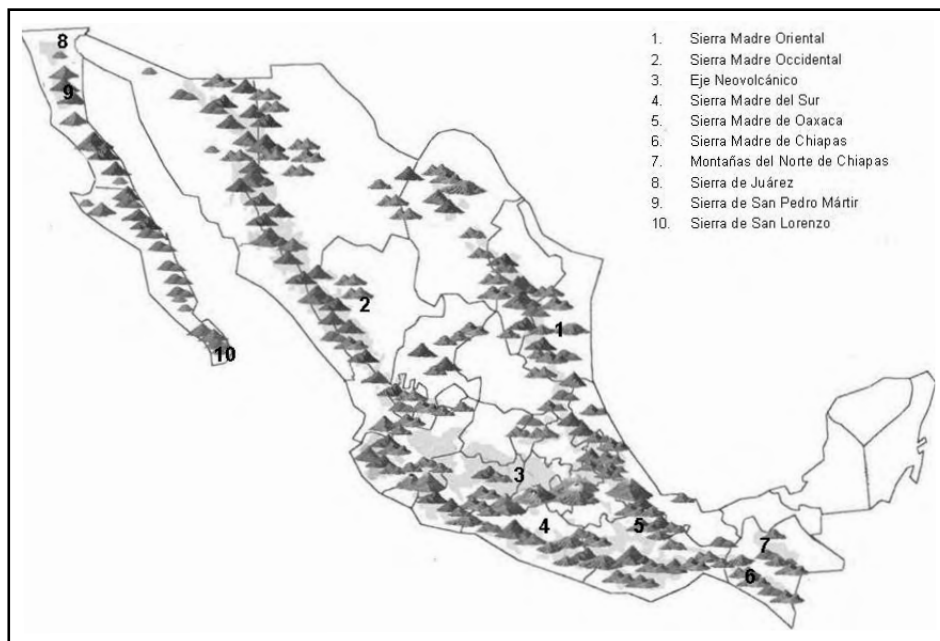 1. Sierra Madre Oriental
2. Sierra Madre Occidental
3. Eje Neovolcánico
4. Sierra Madre del Sur
5. Sierra Madre de Oaxaca
6. Sierra Madre de Chiapas
7. Montañas del Norte de Chiapas
8. Sierra de Juárez
9. Sierra de San Pedro Mártir
10. Sierra de San Lorenzo
8
9
2
1
10
3
4
5
7
6